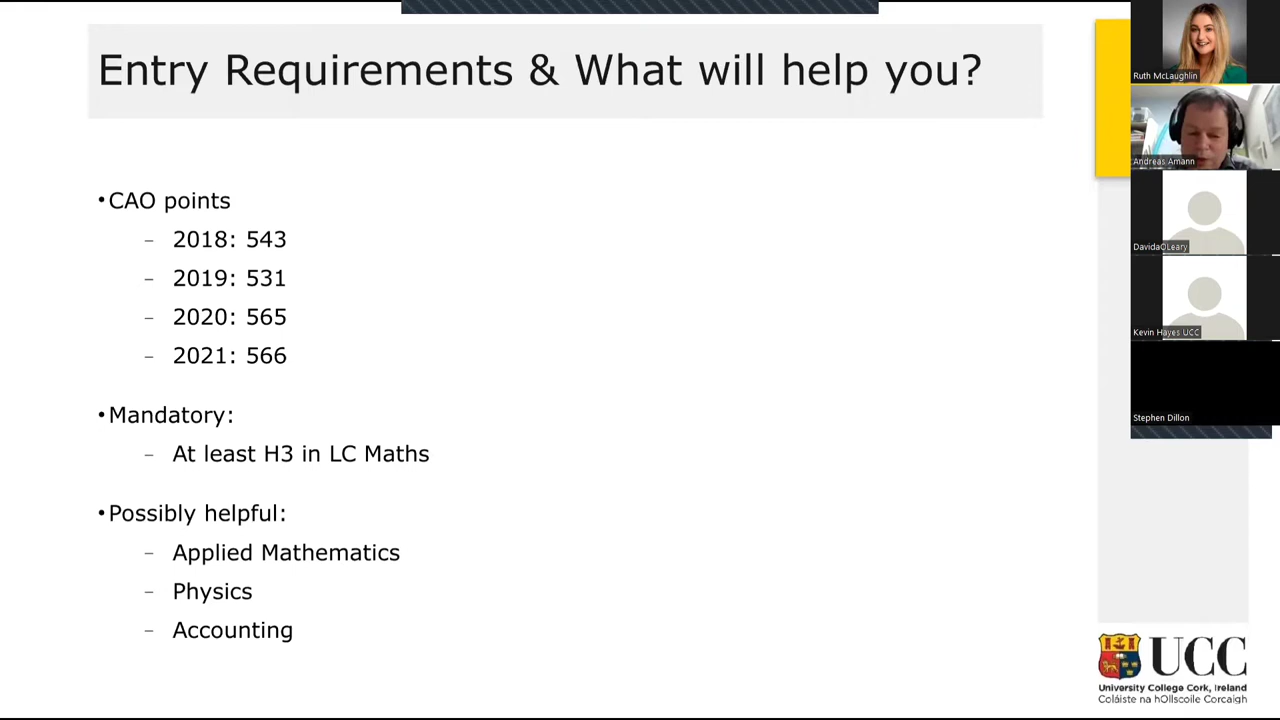 Entry Requirements & What will help you?
•CAO points
– 2018: 543
– 2019: 531
– 2020: 565
– 2021: 566
•Mandatory:
– At least H3 in LC Maths
•Possibly helpful:
– Applied Mathematics
– Physics
– Accounting
Ruth McLaughlin
Andreas Amann
DavidaOLeary
Kevin Hayes UCC
Stephen Dillon
UCC
University College Cork, Ireland
Coláiste na hOllscoile Corcaigh